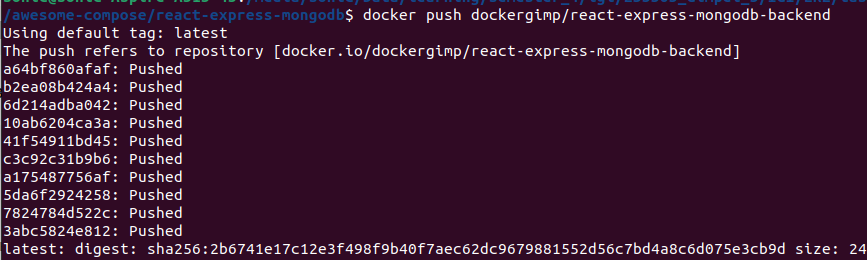 /awesome-compose/react-express-mongodb$ docker push dockergimp/react-express-mongodb-backend
Using default tag: latest
The push refers to repository [docker.io/dockergimp/react-express-mongodb-backend]
a64bf860afaf: Pushed
b2ea08b424a4: Pushed
6d214adba042: Pushed
10ab6204ca3a: Pushed
41f54911bd45: Pushed
c3c92c31b9b6: Pushed
a175487756af: Pushed
5da6f2924258: Pushed
7824784d522c: Pushed
3abc5824e812: Pushed
latest: digest: sha256:2b6741e17c12e3f498f9b40f7aec62dc9679881552d56c7bd4a8c6d075e3cb9d size: 24